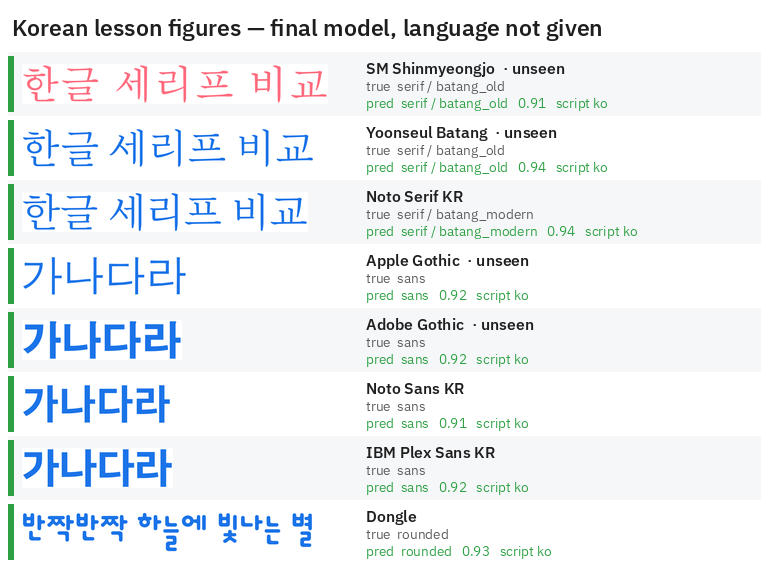 Korean lesson figures — final model, language not given
한글 세리프 비교
SM Shinmyeongjo · unseen
true serif / batang_old
pred serif / batang_old 0.91 script ko
한글 세리프 비교
Yoonseul Batang · unseen
true serif / batang_old
pred serif / batang_old 0.94 script ko
한글 세리프 비교
Noto Serif KR
true serif / batang_modern
pred serif / batang_modern 0.94 script ko
가나다라
Apple Gothic · unseen
true sans
pred sans 0.92 script ko
가나다라
Adobe Gothic · unseen
true sans
pred sans 0.92 script ko
가나다라
Noto Sans KR
true sans
pred sans 0.91 script ko
가나다라
IBM Plex Sans KR
true sans
pred sans 0.92 script ko
반짝반짝 하늘에 빛나는 별
Dongle
true rounded
pred rounded 0.93 script ko